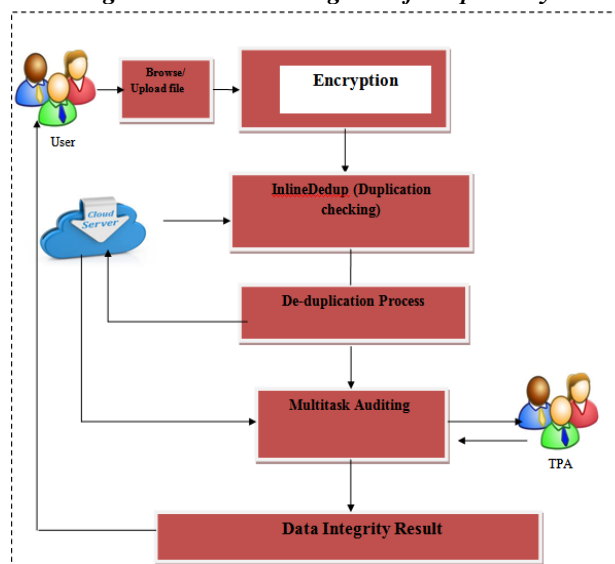 Browse/
Upload file
Encryption
User
InlineDedup (Duplication
checking)
Cloud
Server
De-duplication Process
Multitask Auditing
TPA
Data Integrity Result